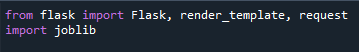 from flask import Flask, render_template, request
import joblib